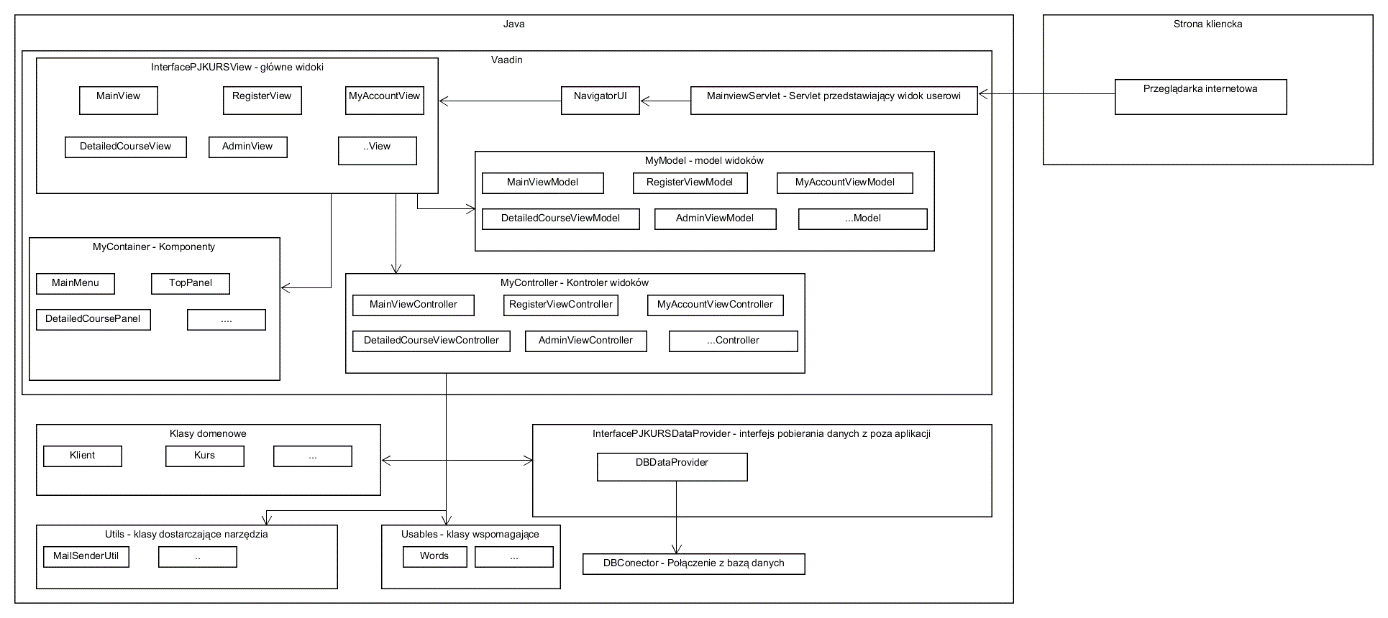 Java
Strona kliencka
Vaadin
InterfacePJKURSView - główne widoki
MainView
RegisterView
MyAccountView
DetailedCourseView
AdminView
..View
NavigatorUI
MainviewServlet - Servlet przedstawiający widok userowi
Przeglądarka internetowa
MyModel - model widoków
MainViewModel
RegisterViewModel
MyAccountViewModel
DetailedCourseViewModel
AdminViewModel
...Model
MyContainer - Komponenty
MainMenu
TopPanel
DetailedCoursePanel
....
MyController - Kontroler widoków
MainViewController
RegisterViewController
MyAccountViewController
DetailedCourseViewController
AdminViewController
...Controller
Klasy domenowe
Klient
Kurs
...
InterfacePJKURSDataProvider - interfejs pobierania danych z poza aplikacji
DBDataProvider
Utils - klasy dostarczające narzędzia
MailSenderUtil
..
Usables - klasy wspomagające
Words
...
DBConector - Połączenie z bazą danych